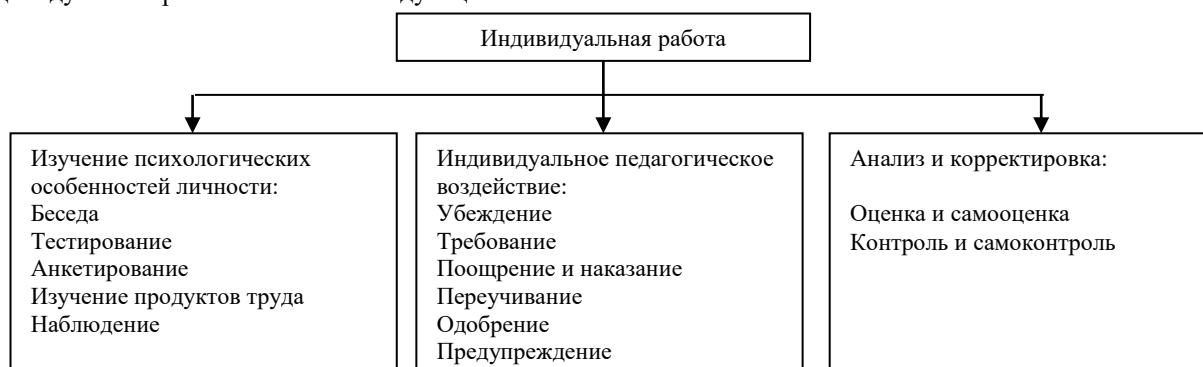 Индивидуальная работа
Изучение психологических
особенностей личности:
Беседа
Тестирование
Анкетирование
Изучение продуктов труда
Наблюдение
Индивидуальное педагогическое
воздействие:
Убеждение
Требование
Поощрение и наказание
Переучивание
Одобрение
Предупреждение
Анализ и корректировка:
Оценка и самооценка
Контроль и самоконтроль